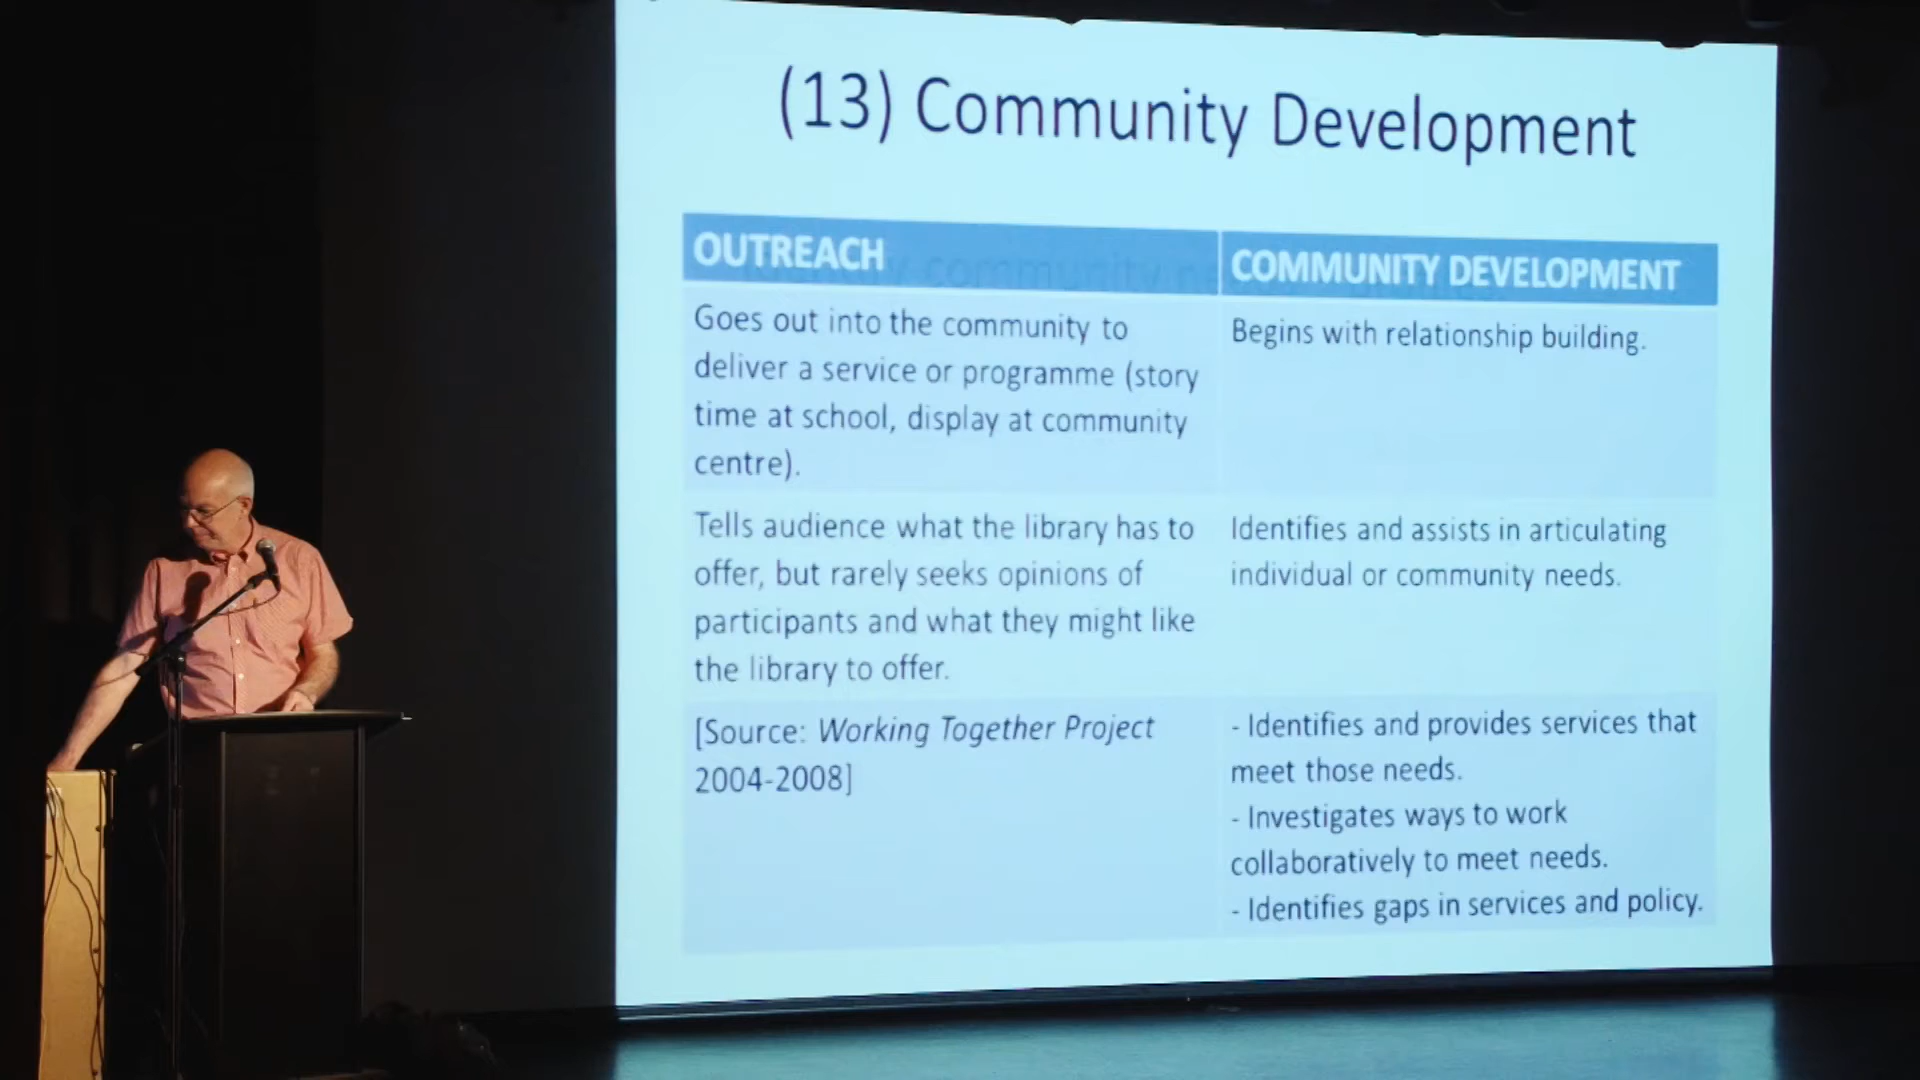 (13) Community Development
OUTREACH
COMMUNITY DEVELOPMENT
Goes out into the community to
deliver a service or programme (story
time at school, display at community
centre).
Begins with relationship building.
Tells audience what the library has to
offer, but rarely seeks opinions of
participants and what they might like
the library to offer.
Identifies and assists in articulating
individual or community needs.
[Source: Working Together Project
2004-2008]
- Identifies and provides services that
meet those needs.
- Investigates ways to work
collaboratively to meet needs.
- Identifies gaps in services and policy.